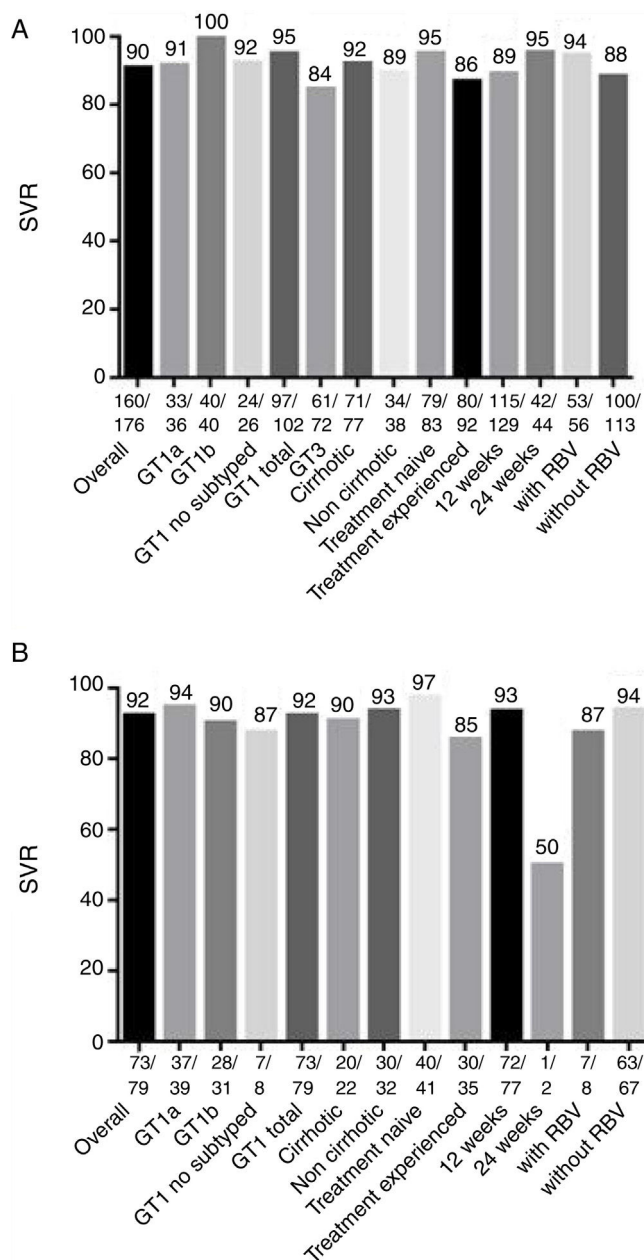 A
SVR
100
80
60
40
20
0
90 91 100 92 95 84 92 89 95 86 89 95 94 88
160/ 33/ 40/ 24/ 97/ 61/ 71/ 34/ 79/ 80/ 115/ 42/ 53/ 100/
176 36 40 26 102 72 77 38 83 92 129 44 56 113
Overall
GT1a
GT1b
GT1 no subtyped
GT1 total
GT3
Cirrhotic
Non cirrhotic
Treatment naive
Treatment experienced
12 weeks
24 weeks
with RBV
without RBV
B
SVR
100
80
60
40
20
0
92 94 90 87 92 90 93 97 85 93 50 87 94
73/ 37/ 28/ 7/ 73/ 20/ 30/ 40/ 30/ 72/ 1/ 7/ 63/
79 39 31 8 79 22 32 41 35 77 2 8 67
Overall
GT1a
GT1b
GT1 no subtyped
GT1 total
Cirrhotic
Non cirrhotic
Treatment naive
Treatment experienced
12 weeks
24 weeks
with RBV
without RBV